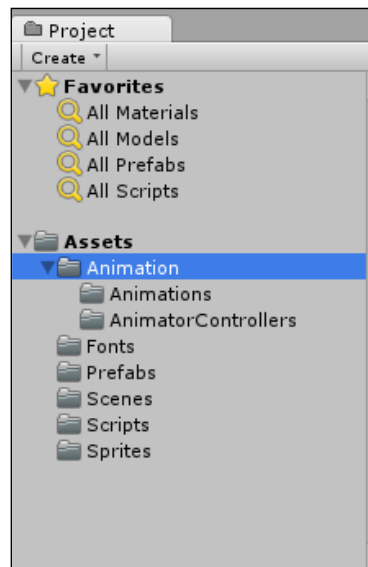 Project
Create
Favorites
All Materials
All Models
All Prefabs
All Scripts
Assets
Animation
Animations
AnimatorControllers
Fonts
Prefabs
Scenes
Scripts
Sprites